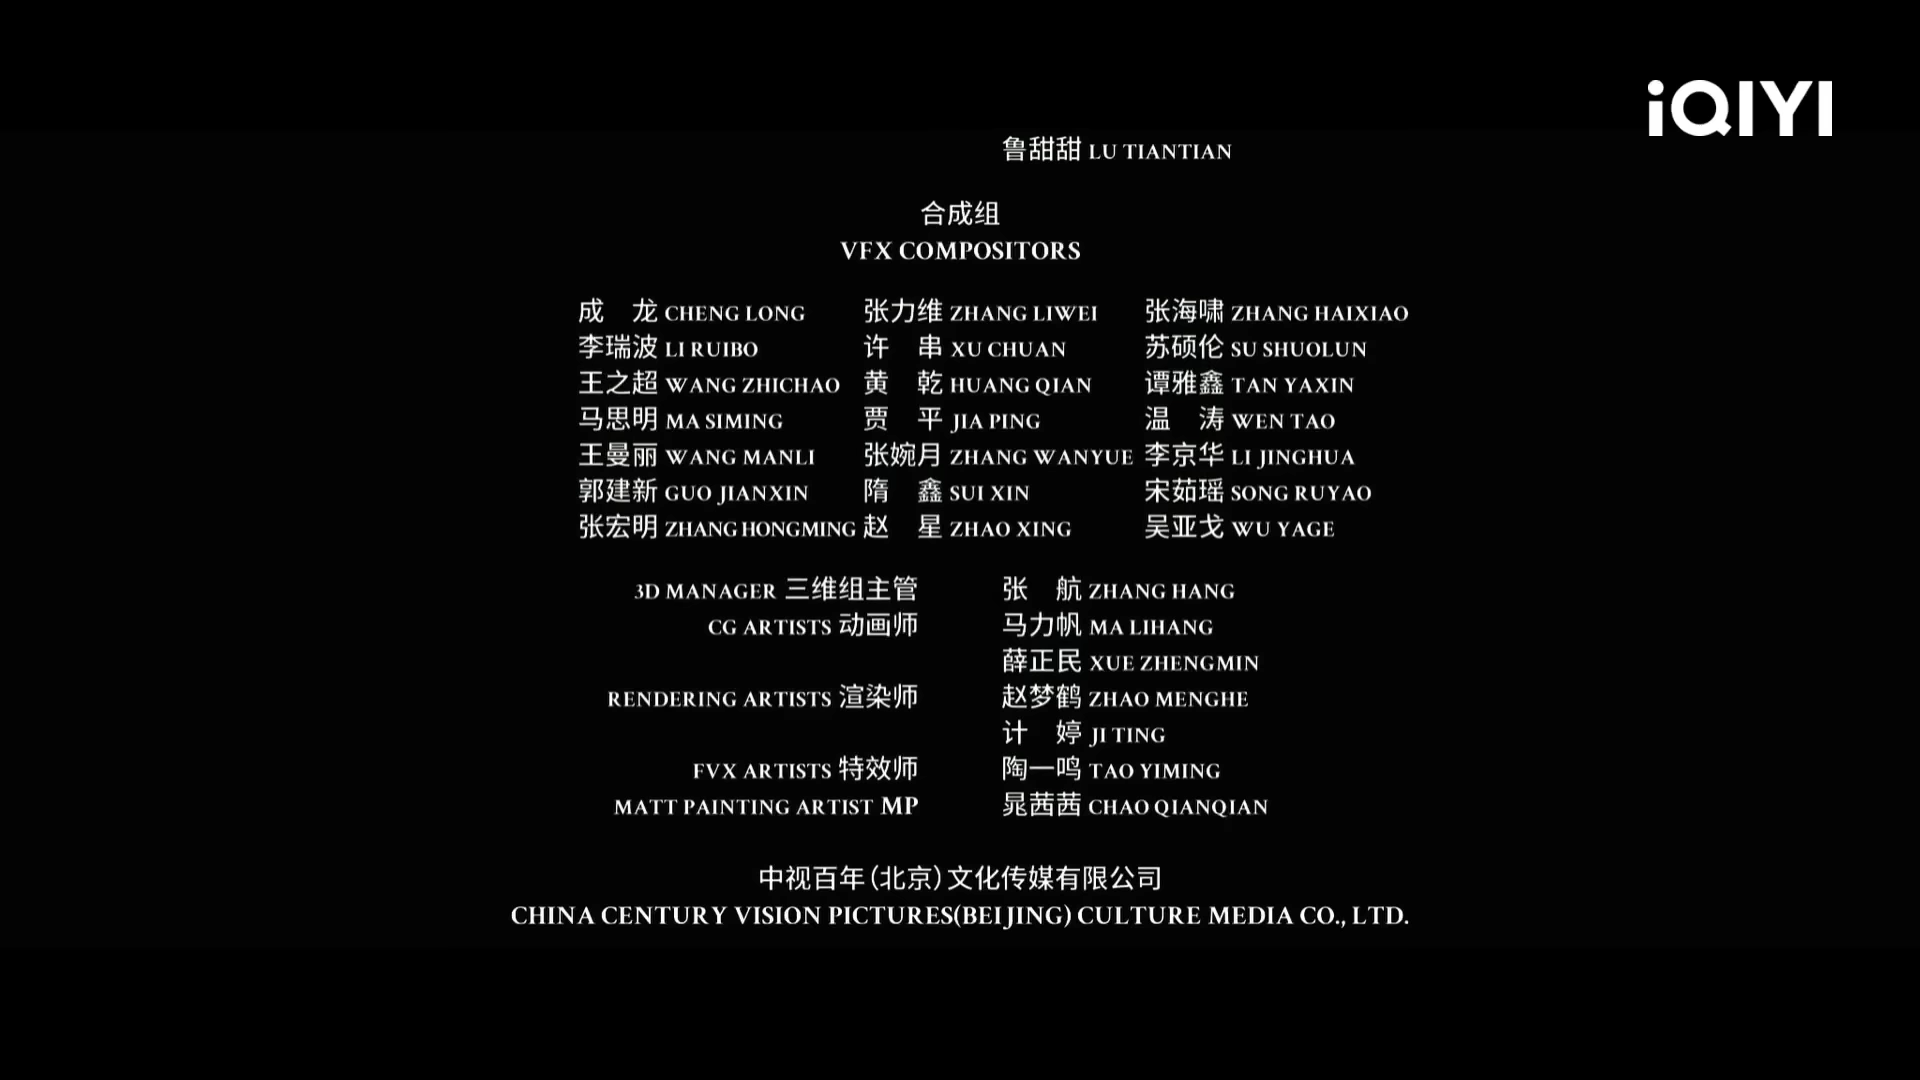 iQIYI
鲁甜甜 LU TIANTIAN
合成组
VFX COMPOSITORS
成 龙 CHENG LONG 张力维 ZHANG LIWEI 张海啸 ZHANG HAIXIAO
李瑞波 LI RUIBO 许 串 XU CHUAN 苏硕伦 SU SHUOLUN
王之超 WANG ZHICHAO 黄 乾 HUANG QIAN 谭雅鑫 TAN YAXIN
马思明 MA SIMING 贾 平 JIA PING 温 涛 WEN TAO
王曼丽 WANG MANLI 张婉月 ZHANG WANYUE 李京华 LI JINGHUA
郭建新 GUO JIANXIN 隋 鑫 SUI XIN 宋茹瑶 SONG RUYAO
张宏明 ZHANG HONGMING 赵 星 ZHAO XING 吴亚戈 WU YAGE
3D MANAGER 三维组主管 张 航 ZHANG HANG
CG ARTISTS 动画师 马力帆 MA LIHANG
薛正民 XUE ZHENGMIN
RENDERING ARTISTS 渲染师 赵梦鹤 ZHAO MENGHE
计 婷 JI TING
FVX ARTISTS 特效师 陶一鸣 TAO YIMING
MATT PAINTING ARTIST MP 晁茜茜 CHAO QIANQIAN
中视百年(北京)文化传媒有限公司
CHINA CENTURY VISION PICTURES(BEIJING) CULTURE MEDIA CO., LTD.